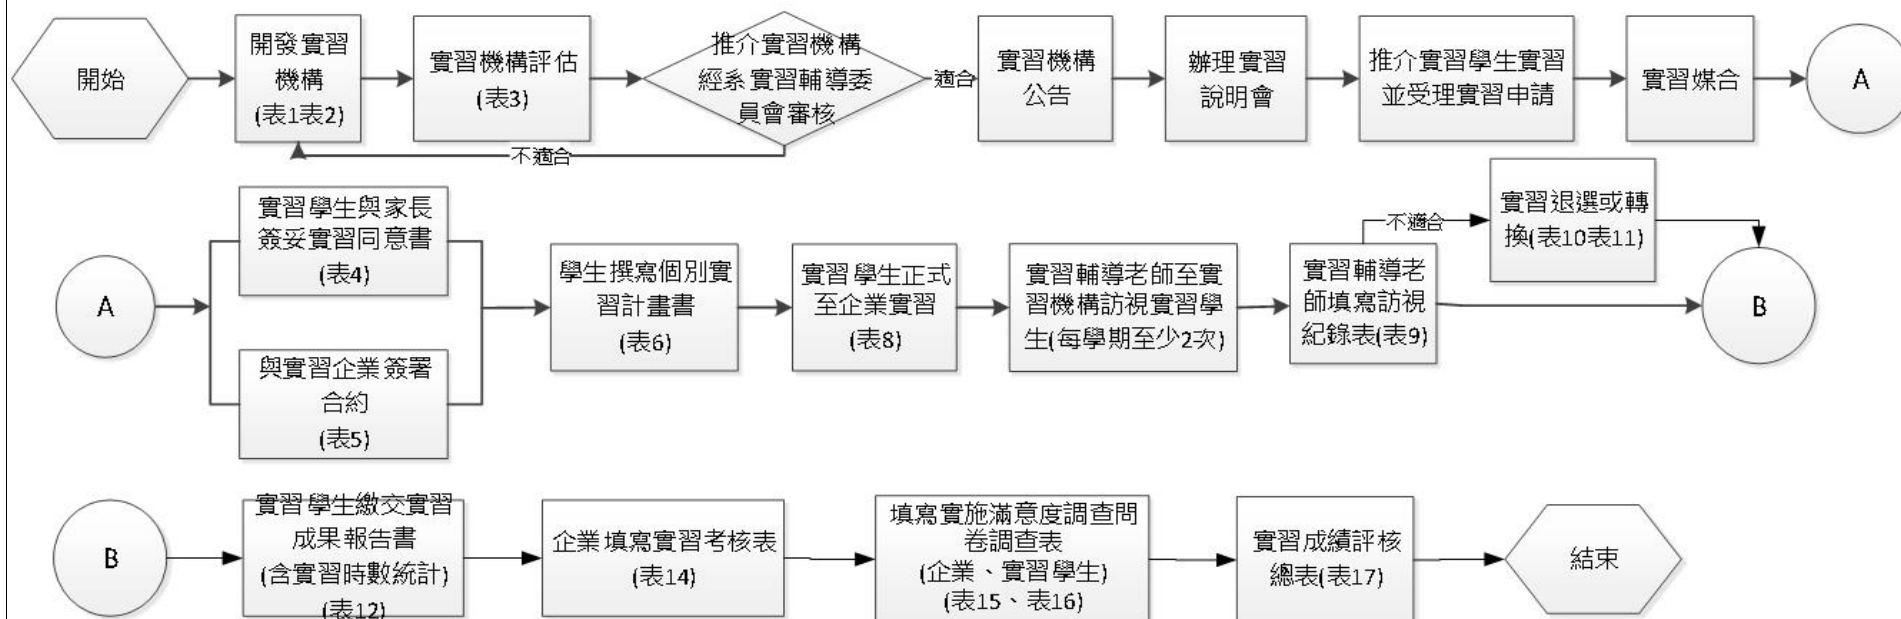 開始
開發實習
機構
(表1表2)
實習機構評估
(表3)
推介實習機構
經系實習輔導委
員會審核
適合
不適合
實習機構
公告
辦理實習
說明會
推介實習學生實習
並受理實習申請
實習媒合
A
A
實習學生與家長
簽妥實習同意書
(表4)
與實習企業簽署
合約
(表5)
學生撰寫個別實
習計畫書
(表6)
實習學生正式
至企業實習
(表8)
實習輔導老師至實
習機構訪視實習學
生(每學期至少2次)
實習輔導老
師填寫訪視
紀錄表(表9)
不適合
實習退選或轉
換(表10表11)
B
B
實習學生繳交實習
成果報告書
(含實習時數統計)
(表12)
企業填寫實習考核表
(表14)
填寫實施滿意度調查問
卷調查表
(企業、實習學生)
(表15、表16)
實習成績評核
總表(表17)
結束